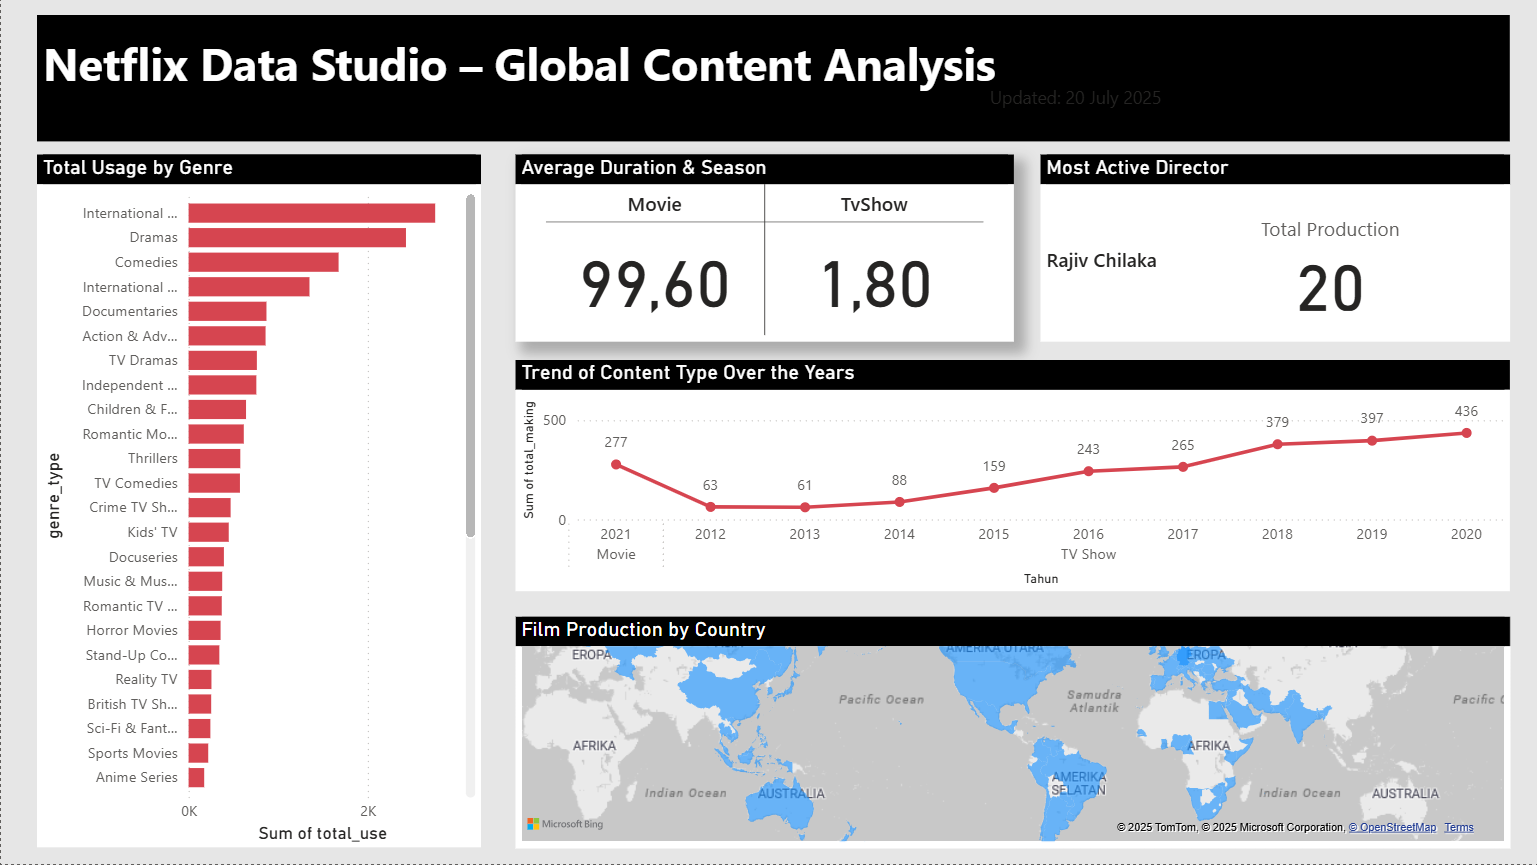 Netflix Data Studio – Global Content Analysis
Updated: 20 July 2025
Total Usage by Genre
genre_type
International ...
Dramas
Comedies
International ...
Documentaries
Action & Adv...
TV Dramas
Independent ...
Children & F...
Romantic Mo...
Thrillers
TV Comedies
Crime TV Sh...
Kids' TV
Docuseries
Music & Mus...
Romantic TV ...
Horror Movies
Stand-Up Co...
Reality TV
British TV Sh...
Sci-Fi & Fant...
Sports Movies
Anime Series
0K 2K
Sum of total_use
Average Duration & Season
Movie TvShow
99,60 1,80
Most Active Director
Total Production
Rajiv Chilaka
20
Trend of Content Type Over the Years
Sum of total_making
500
0
277 63 61 88 159 243 265 379 397 436
2021 2012 2013 2014 2015 2016 2017 2018 2019 2020
Movie TV Show
Tahun
Film Production by Country
EROPA AMERIKA UTARA EROPA
Pacific Ocean Samudra Atlantik
AFRIKA AFRIKA
AMERIKA SELATAN
Indian Ocean AUSTRALIA Indian Ocean AUSTRALIA
Microsoft Bing
© 2025 TomTom, © 2025 Microsoft Corporation, © OpenStreetMap Terms